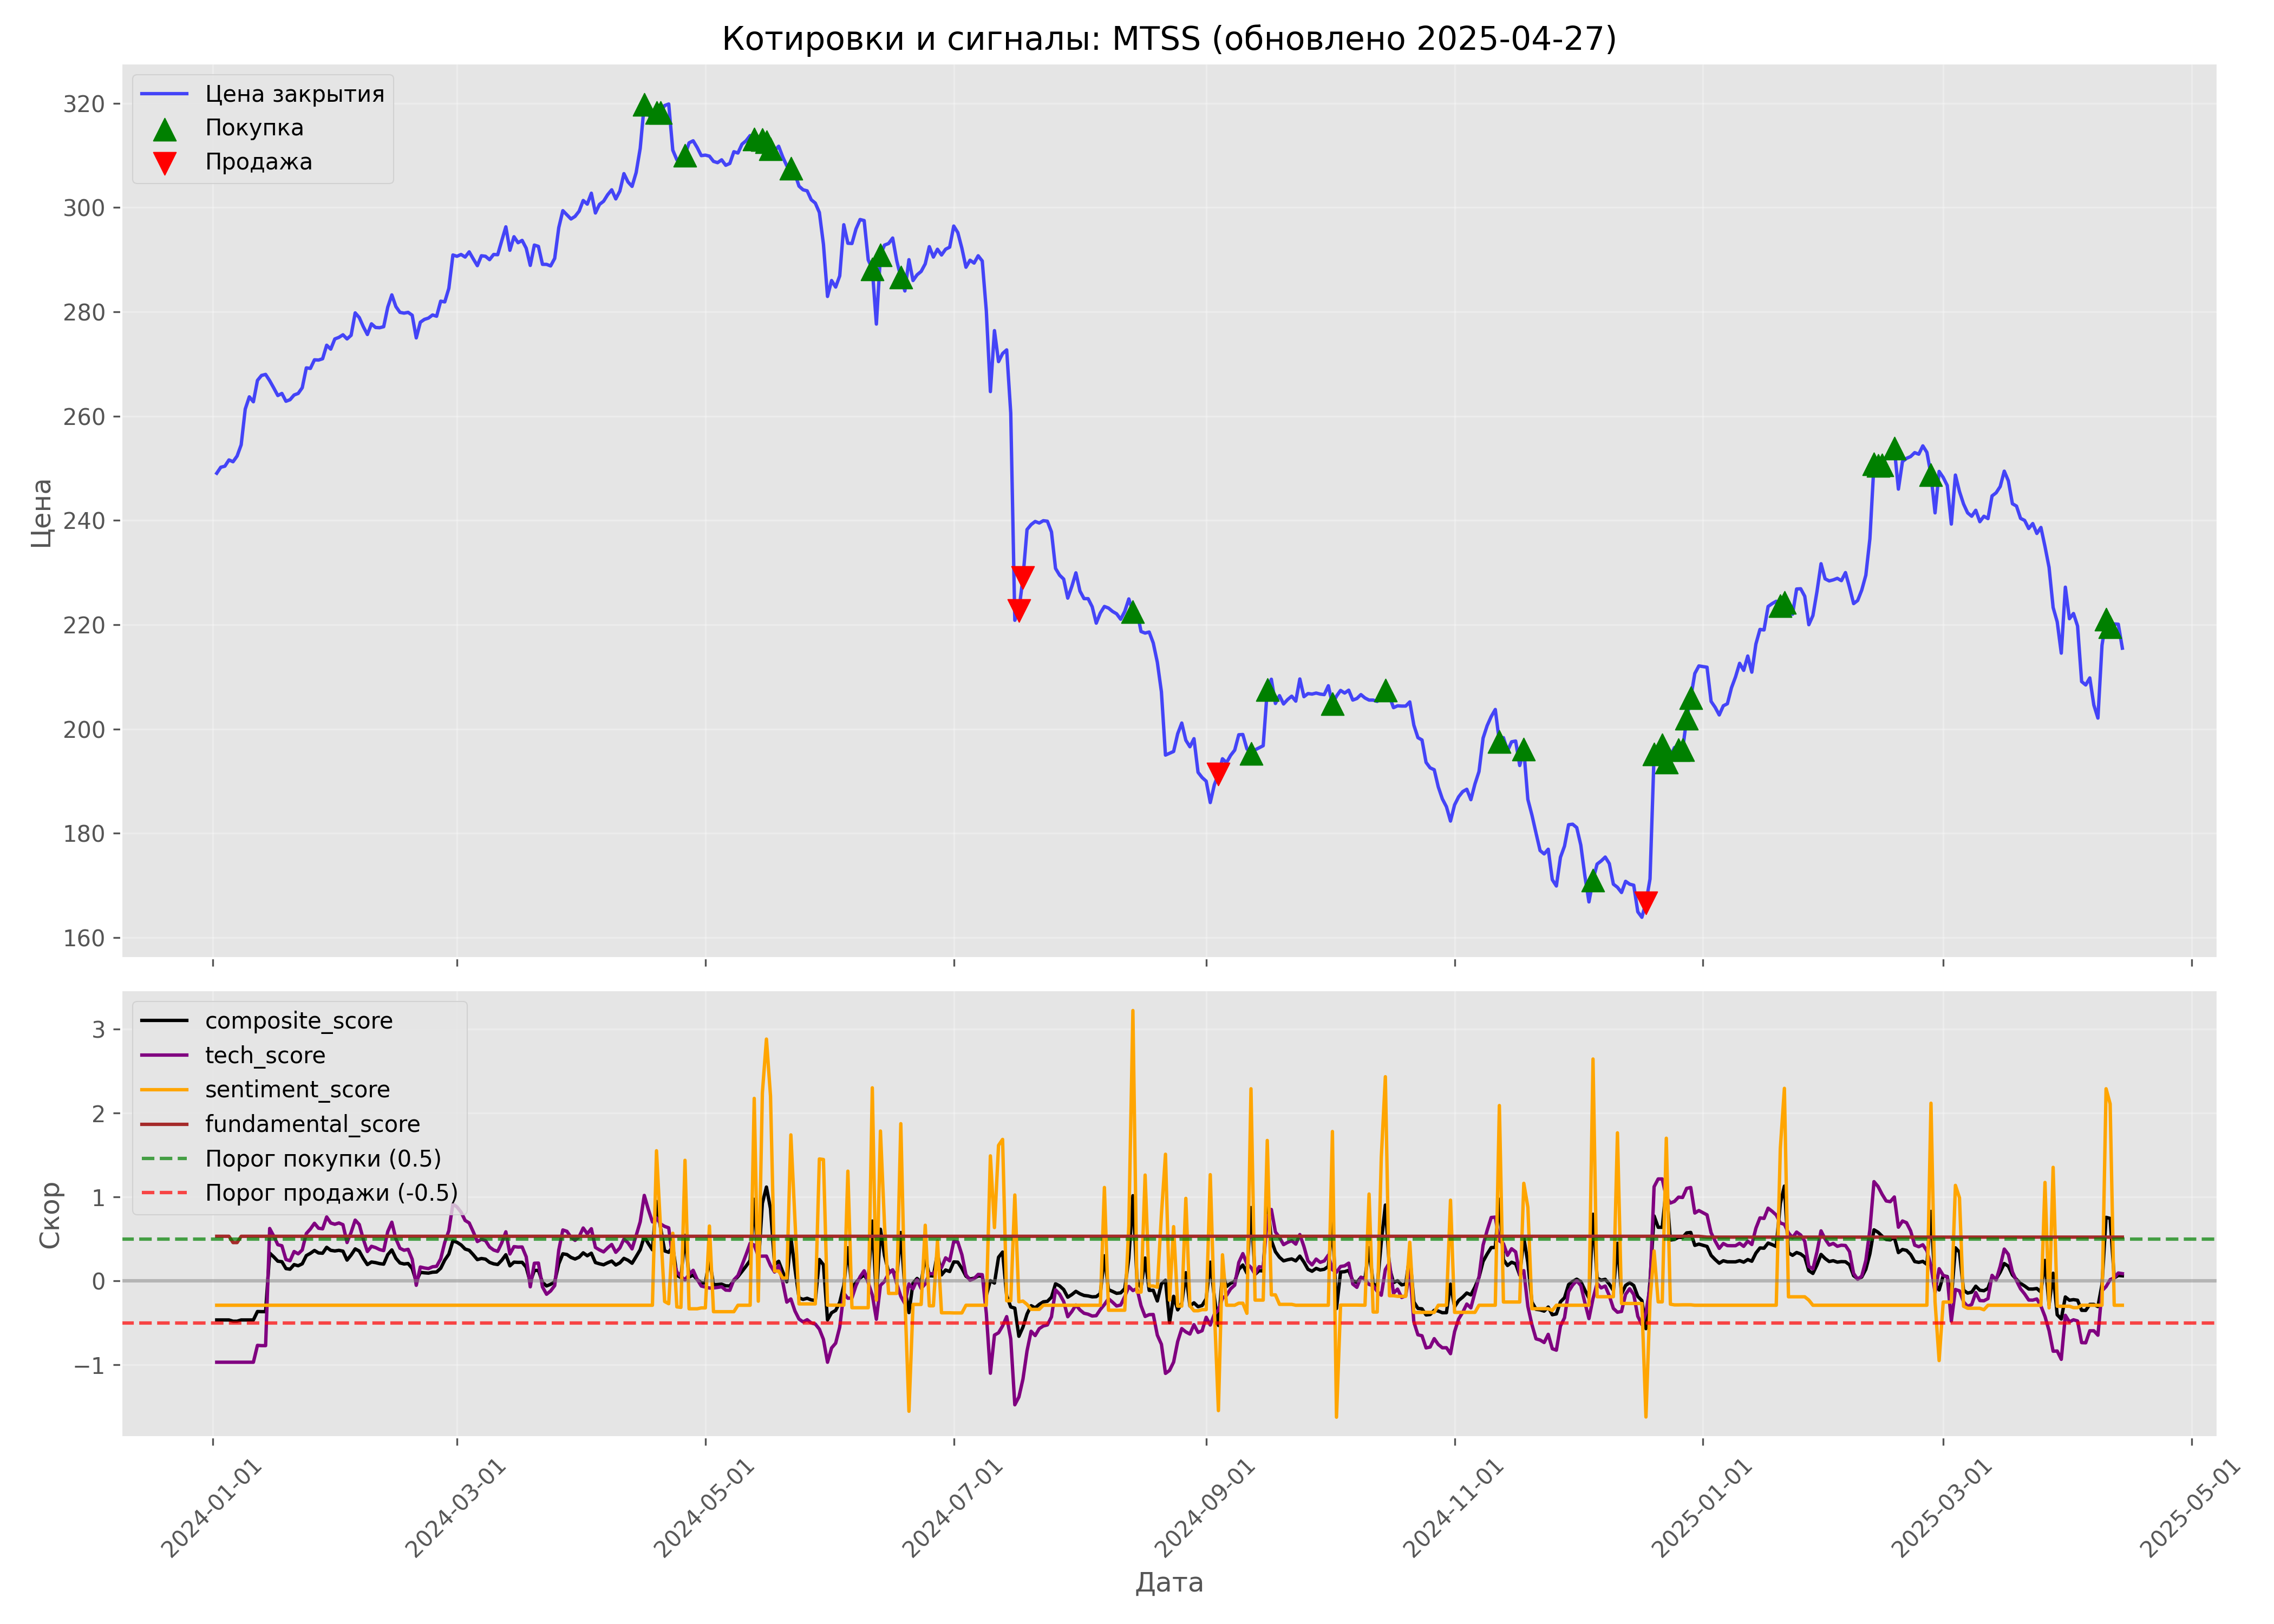 Котировки и сигналы: MTSS (обновлено 2025-04-27)
Цена закрытия
Покупка
Продажа
320
300
280
260
240
220
200
180
160
Цена
composite_score
tech_score
sentiment_score
fundamental_score
Порог покупки (0.5)
Порог продажи (-0.5)
3
2
1
0
−1
Скор
2024-01-01
2024-03-01
2024-05-01
2024-07-01
2024-09-01
2024-11-01
2025-01-01
2025-03-01
2025-05-01
Дата